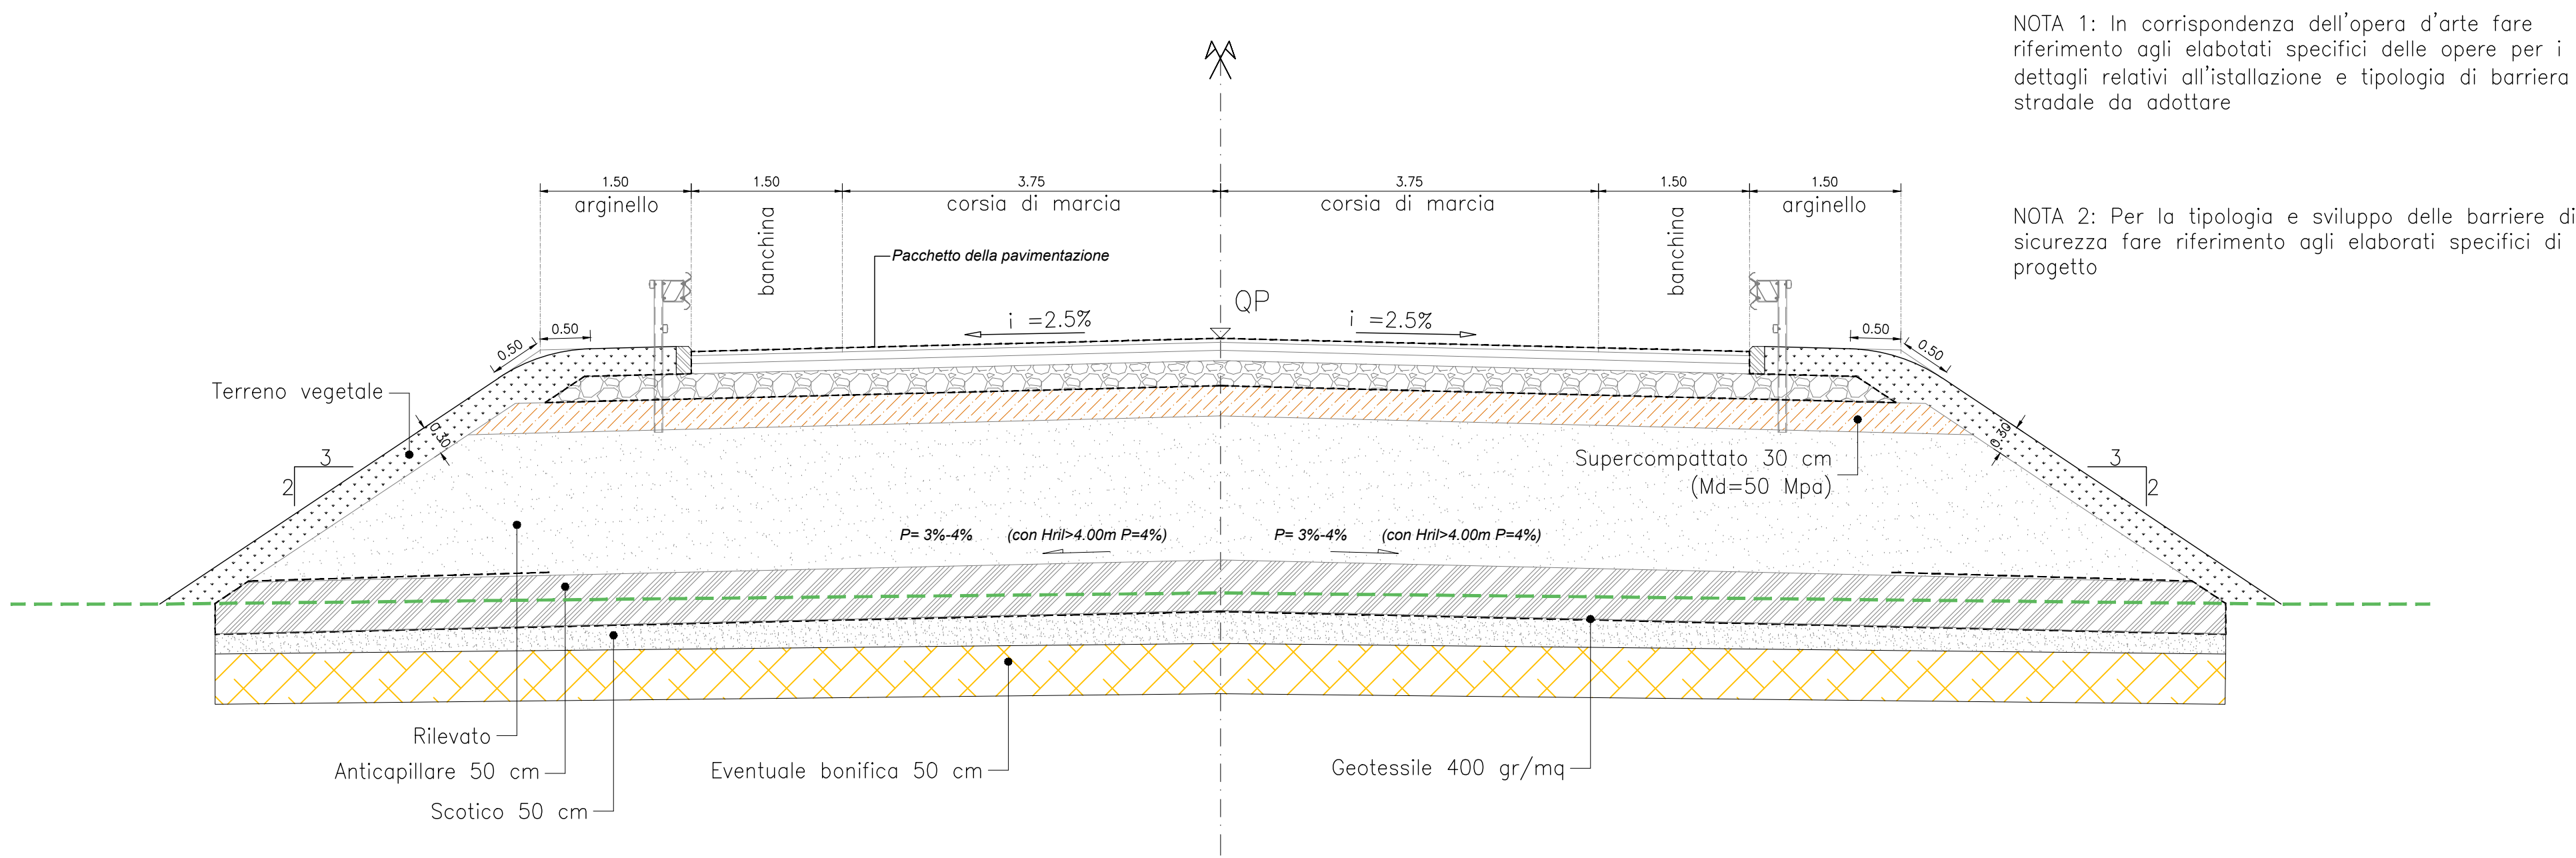 NOTA 1: In corrispondenza dell'opera d'arte fare
riferimento agli elabotati specifici delle opere per i
dettagli relativi all'istallazione e tipologia di barriera
stradale da adottare
1.50
1.50
3.75
3.75
1.50
1.50
arginello
banchina
corsia di marcia
corsia di marcia
banchina
arginello
NOTA 2: Per la tipologia e sviluppo delle barriere di
sicurezza fare riferimento agli elaborati specifici di
progetto
Pacchetto della pavimentazione
QP
i =2.5%
i =2.5%
0.50
0.50
0.50
0.50
Terreno vegetale
0.30
0.30
3
2
3
2
Supercompattato 30 cm
(Md=50 Mpa)
P= 3%-4% (con Hril>4.00m P=4%)
P= 3%-4% (con Hril>4.00m P=4%)
Rilevato
Anticapillare 50 cm
Scotico 50 cm
Eventuale bonifica 50 cm
Geotessile 400 gr/mq